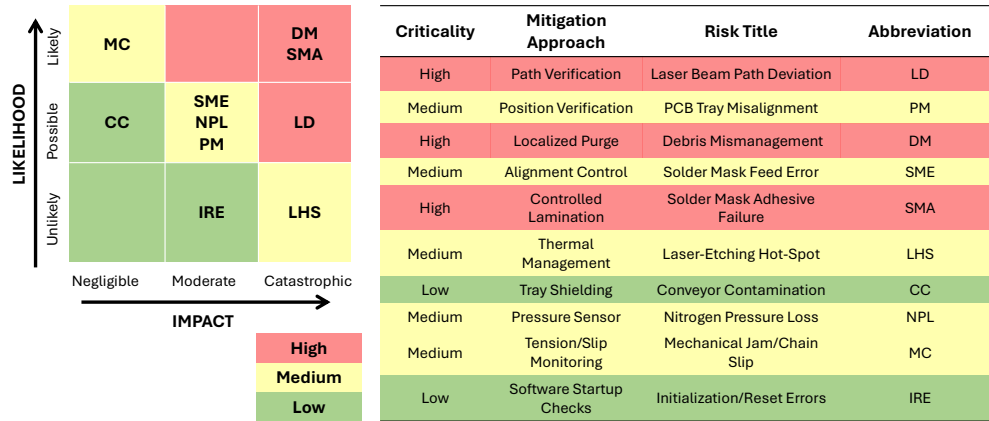 LIKELIHOOD
Likely
Possible
Unlikely
MC
DM
SMA
CC
SME
NPL
PM
LD
IRE
LHS
Negligible
Moderate
Catastrophic
IMPACT
High
Medium
Low
Criticality
Mitigation
Approach
Risk Title
Abbreviation
High
Path Verification
Laser Beam Path Deviation
LD
Medium
Position Verification
PCB Tray Misalignment
PM
High
Localized Purge
Debris Mismanagement
DM
Medium
Alignment Control
Solder Mask Feed Error
SME
High
Controlled
Lamination
Solder Mask Adhesive
Failure
SMA
Medium
Thermal
Management
Laser-Etching Hot-Spot
LHS
Low
Tray Shielding
Conveyor Contamination
CC
Medium
Pressure Sensor
Nitrogen Pressure Loss
NPL
Medium
Tension/Slip
Monitoring
Mechanical Jam/Chain
Slip
MC
Low
Software Startup
Checks
Initialization/Reset Errors
IRE